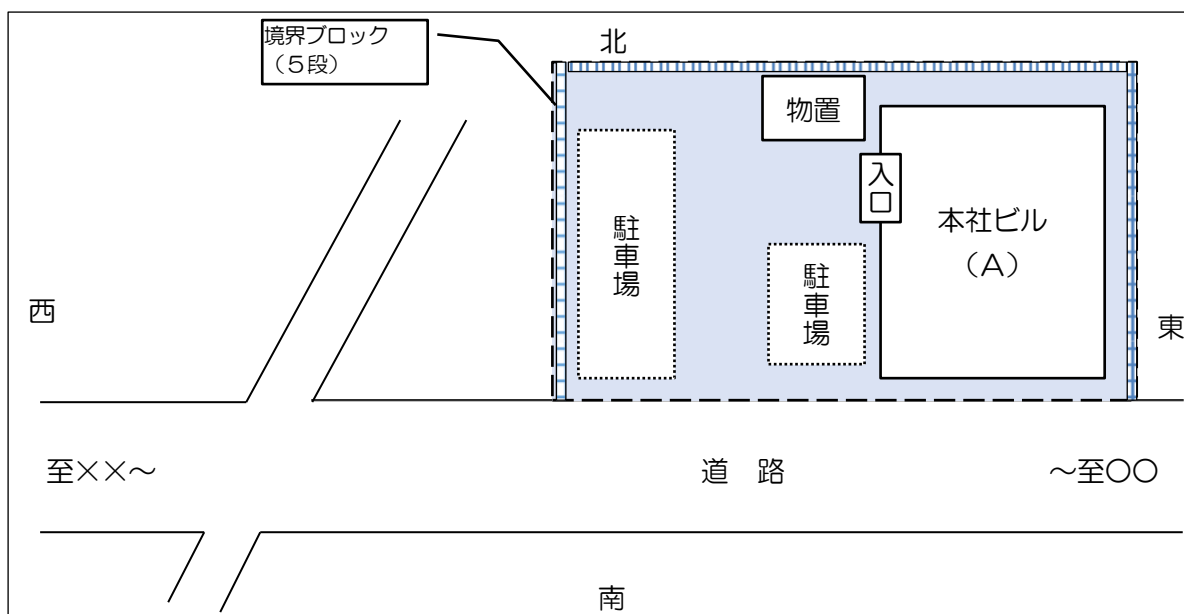 境界ブロック
（５段）
北
物置
入口
本社ビル
（A）
駐車場
駐車場
西
東
至××～
道　路
～至〇〇
南